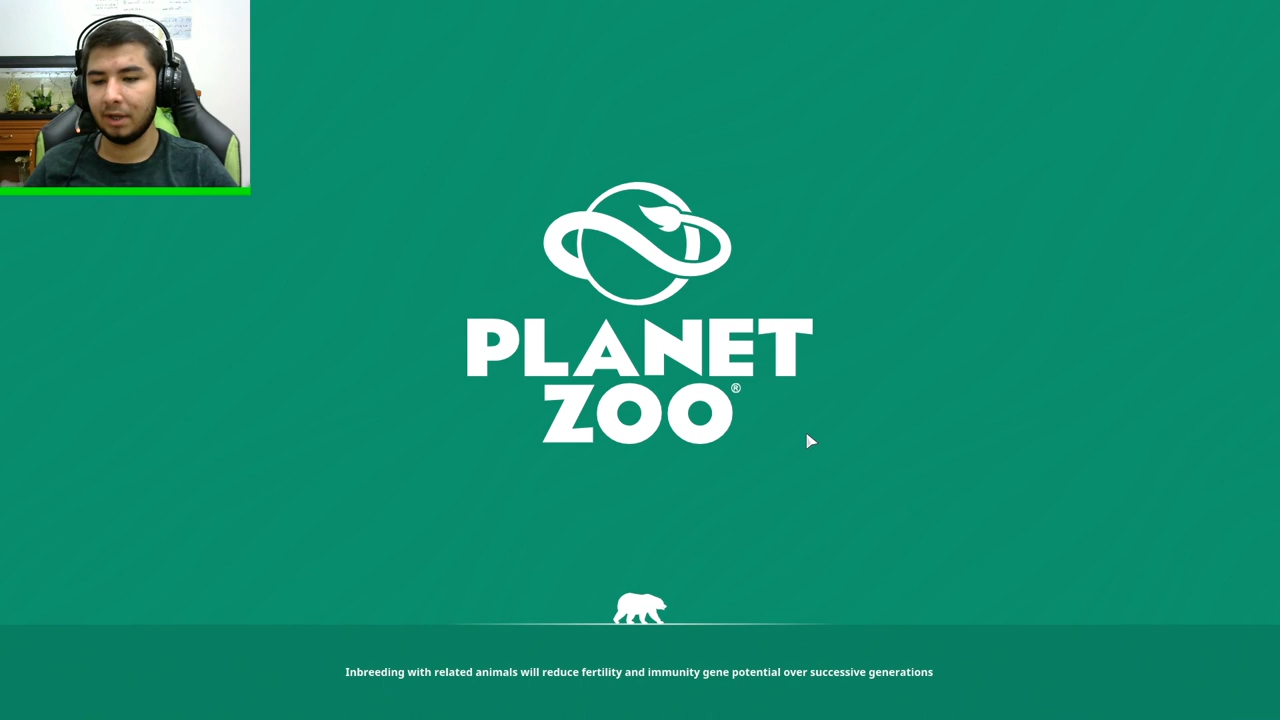 PLANET
ZOO®
Inbreeding with related animals will reduce fertility and immunity gene potential over successive generations